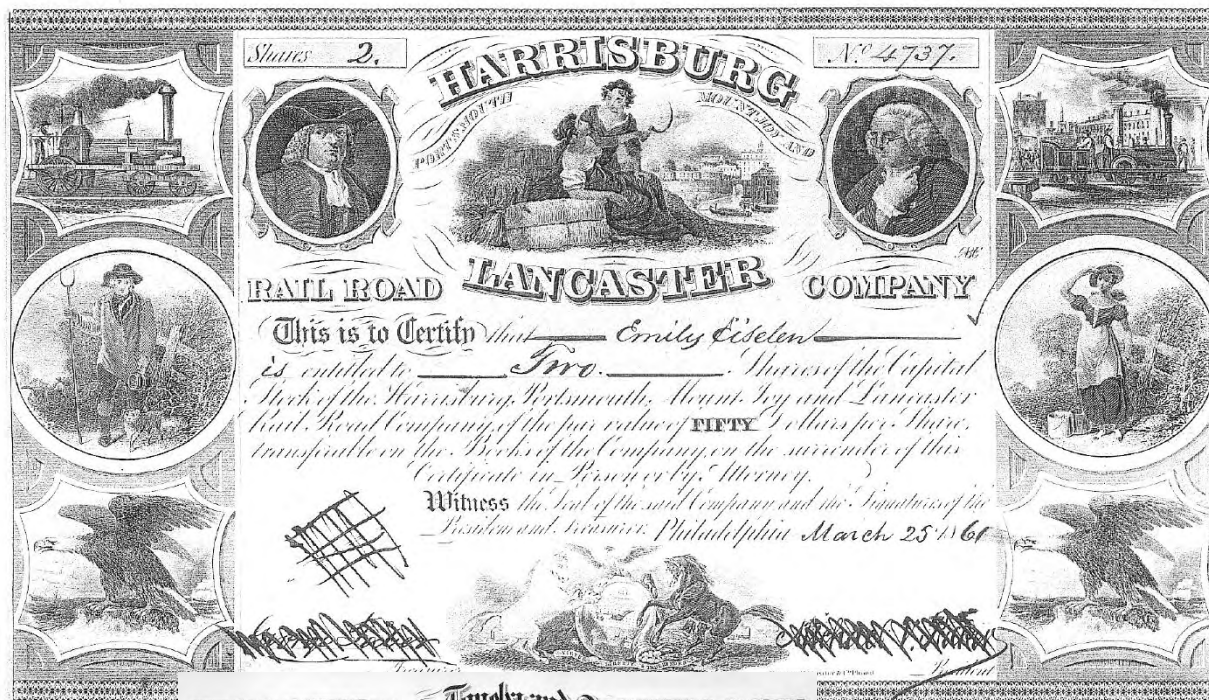 Shares 2.
No. 4737.
HARRISBURG
PORTSMOUTH MOUNT-JOY AND
LANCASTER
RAIL ROAD COMPANY
This is to Certify that Emily Eiselen
is entitled to Two. Shares of the Capital
Stock of the Harrisburg, Portsmouth, Mount Joy and Lancaster
Rail Road Company, of the par value of FIFTY Dollars per Share,
transferable on the Books of the Company, on the surrender of this
Certificate in Person or by Attorney.
Witness the Seal of the said Company and the Signatures of the
President and Treasurer. Philadelphia March 25 1861
Treasurer
President